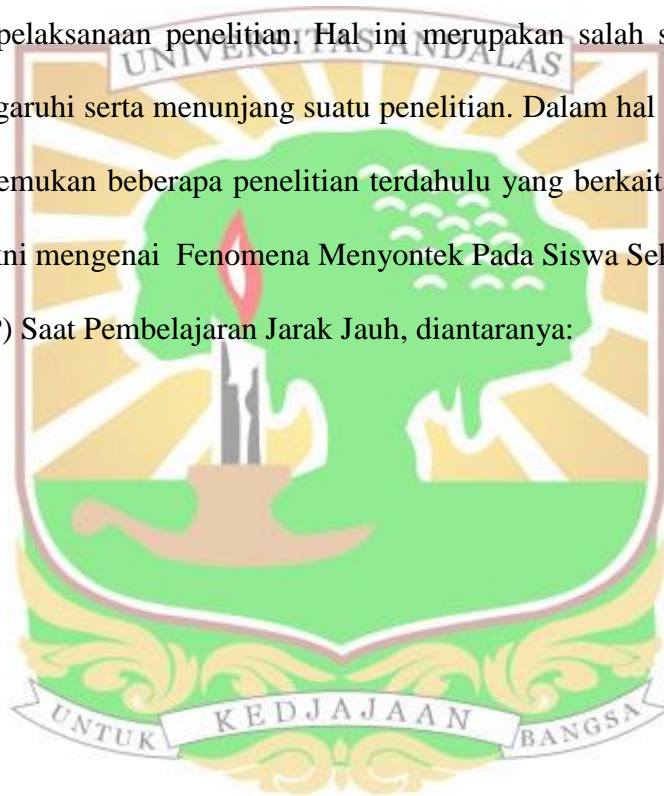 pelaksanaan penelitian. Hal ini merupakan salah s
UNIVERSITAS ANDALAS
garuhi serta menunjang suatu penelitian. Dalam hal
emukan beberapa penelitian terdahulu yang berkait
ni mengenai Fenomena Menyontek Pada Siswa Sek
) Saat Pembelajaran Jarak Jauh, diantaranya:
UNTUK KEDJAJAAN BANGSA